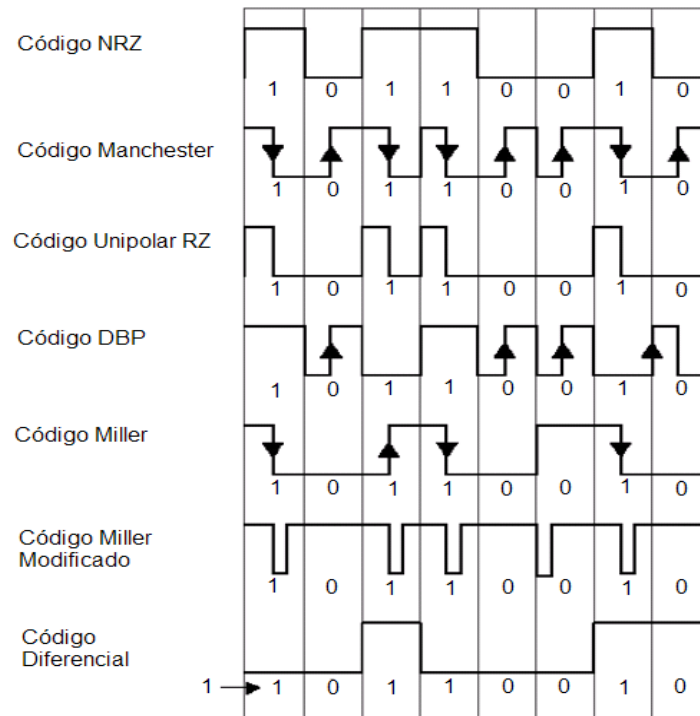 Código NRZ
1 0 1 1 0 0 1 0
Código Manchester
1 0 1 1 0 0 1 0
Código Unipolar RZ
1 0 1 1 0 0 1 0
Código DBP
1 0 1 1 0 0 1 0
Código Miller
1 0 1 1 0 0 1 0
Código Miller
Modificado
1 0 1 1 0 0 1 0
Código
Diferencial
1 1 0 1 1 0 0 1 0